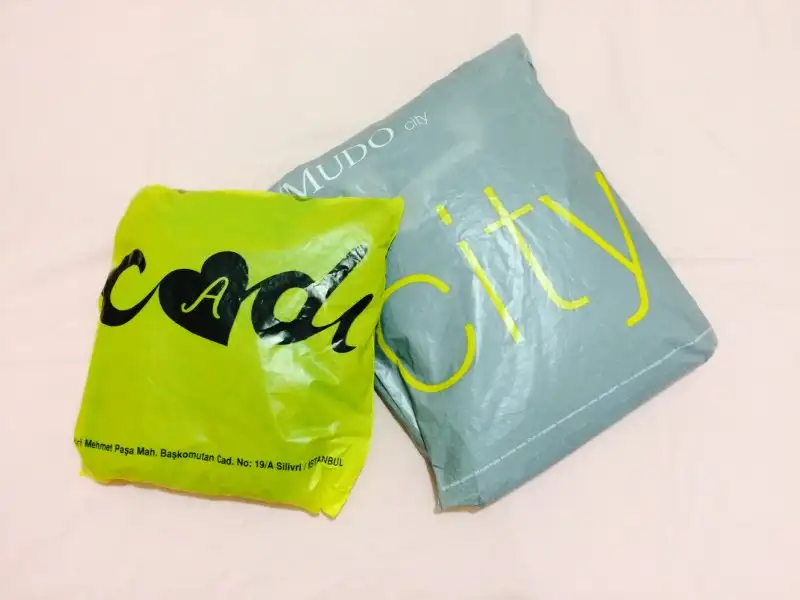 cAdı
Mehmet Paşa Mah. Başkomutan Cad. No: 19/A Silivri / İSTANBUL
MUDO city
city